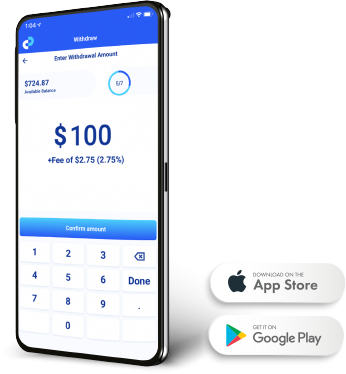 1:04
Withdraw
Enter Withdrawal Amount
$724.87
Available Balance
5/7
$100
+Fee of $2.75 (2.75%)
Confirm amount
1 2 3
4 5 6 Done
7 8 9 .
0
DOWNLOAD ON THE
App Store
GET IT ON
Google Play